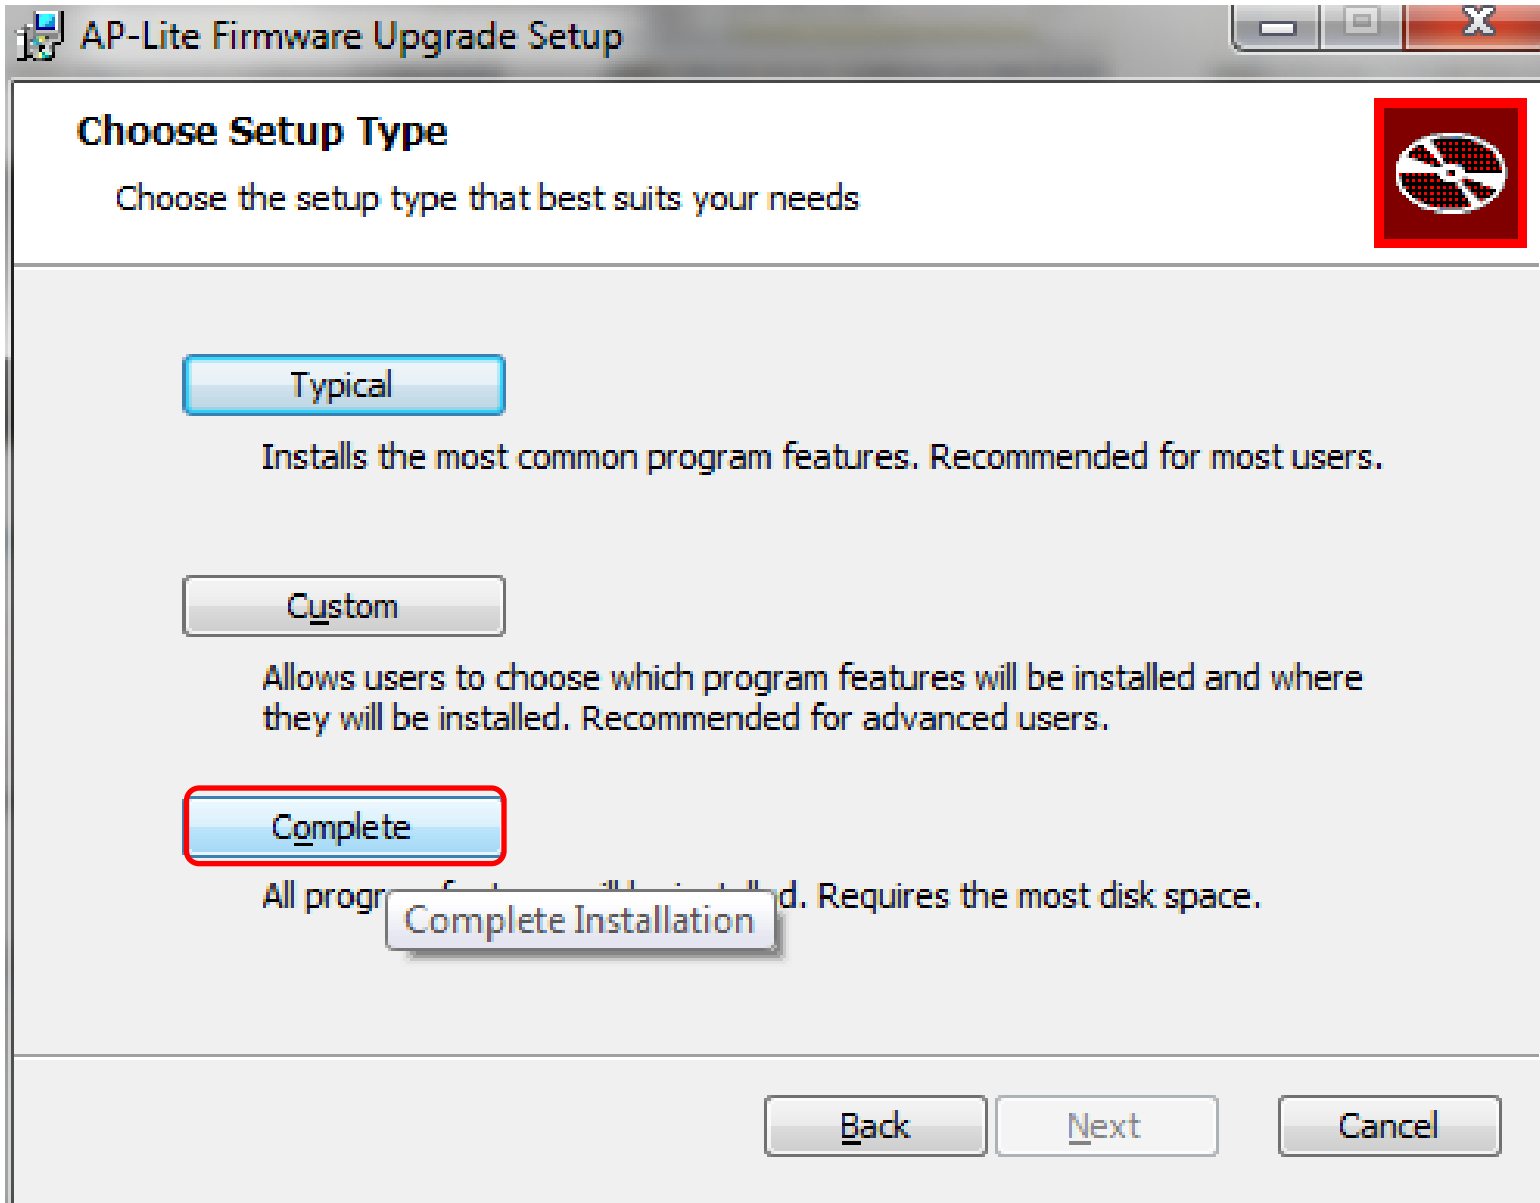 AP-Lite Firmware Upgrade Setup
Choose Setup Type
Choose the setup type that best suits your needs
Typical
Installs the most common program features. Recommended for most users.
Custom
Allows users to choose which program features will be installed and where
they will be installed. Recommended for advanced users.
Complete
All Requires the most disk space.
Complete Installation
Back
Next
Cancel